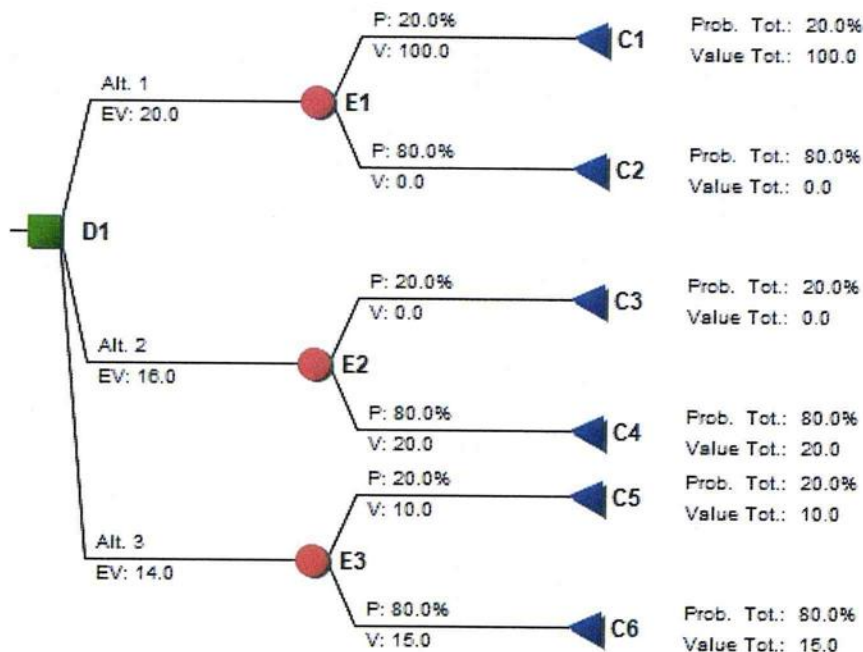 P: 20.0%
V: 100.0
C1
Prob. Tot.: 20.0%
Value Tot.: 100.0
Alt. 1
EV: 20.0
E1
P: 80.0%
V: 0.0
C2
Prob. Tot.: 80.0%
Value Tot.: 0.0
D1
P: 20.0%
V: 0.0
C3
Prob. Tot.: 20.0%
Value Tot.: 0.0
Alt. 2
EV: 16.0
E2
P: 80.0%
V: 20.0
C4
Prob. Tot.: 80.0%
Value Tot.: 20.0
P: 20.0%
V: 10.0
C5
Prob. Tot.: 20.0%
Value Tot.: 10.0
Alt. 3
EV: 14.0
E3
P: 80.0%
V: 15.0
C6
Prob. Tot.: 80.0%
Value Tot.: 15.0